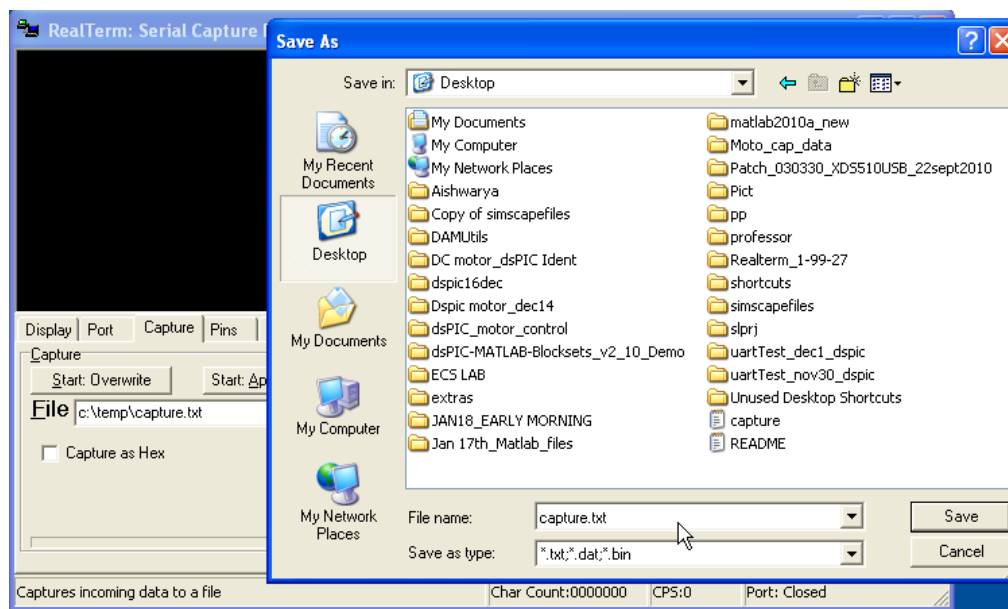 RealTerm: Serial Capture
Save As
Save in: Desktop
My Recent
Documents
Desktop
My Documents
My Computer
My Network
Places
My Documents
My Computer
My Network Places
Aishwarya
Copy of simscapefiles
DAMUtils
DC motor_dsPIC Ident
dspic16dec
Dspic motor_dec14
dsPIC_motor_control
dsPIC-MATLAB-Blocksets_v2_10_Demo
ECS LAB
extras
JAN18_EARLY MORNING
Jan 17th_Matlab_files
matlab2010a_new
Moto_cap_data
Patch_030330_XDS510USB_22sept2010
Pict
pp
professor
Realterm_1-99-27
shortcuts
simscapefiles
slprj
uartTest_dec1_dspic
uartTest_nov30_dspic
Unused Desktop Shortcuts
capture
README
File name: capture.txt
Save
Save as type: *.txt;*.dat;*.bin
Cancel
Display Port Capture Pins
Capture
Start: Overwrite Start: Ap
File c:\temp\capture.txt
Capture as Hex
Captures incoming data to a file Char Count:0000000 CPS:0 Port: Closed